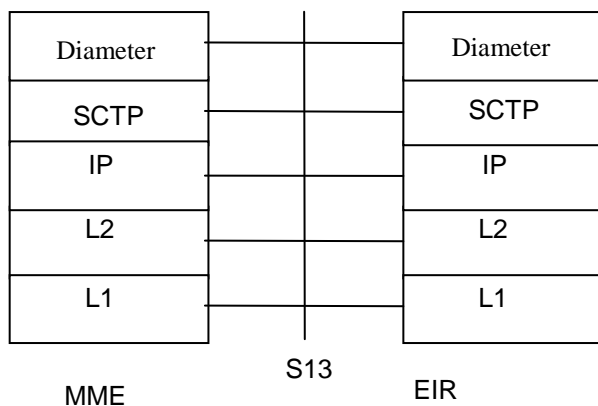 Diameter Diameter
SCTP SCTP
IP IP
L2 L2
L1 L1
S13
MME EIR